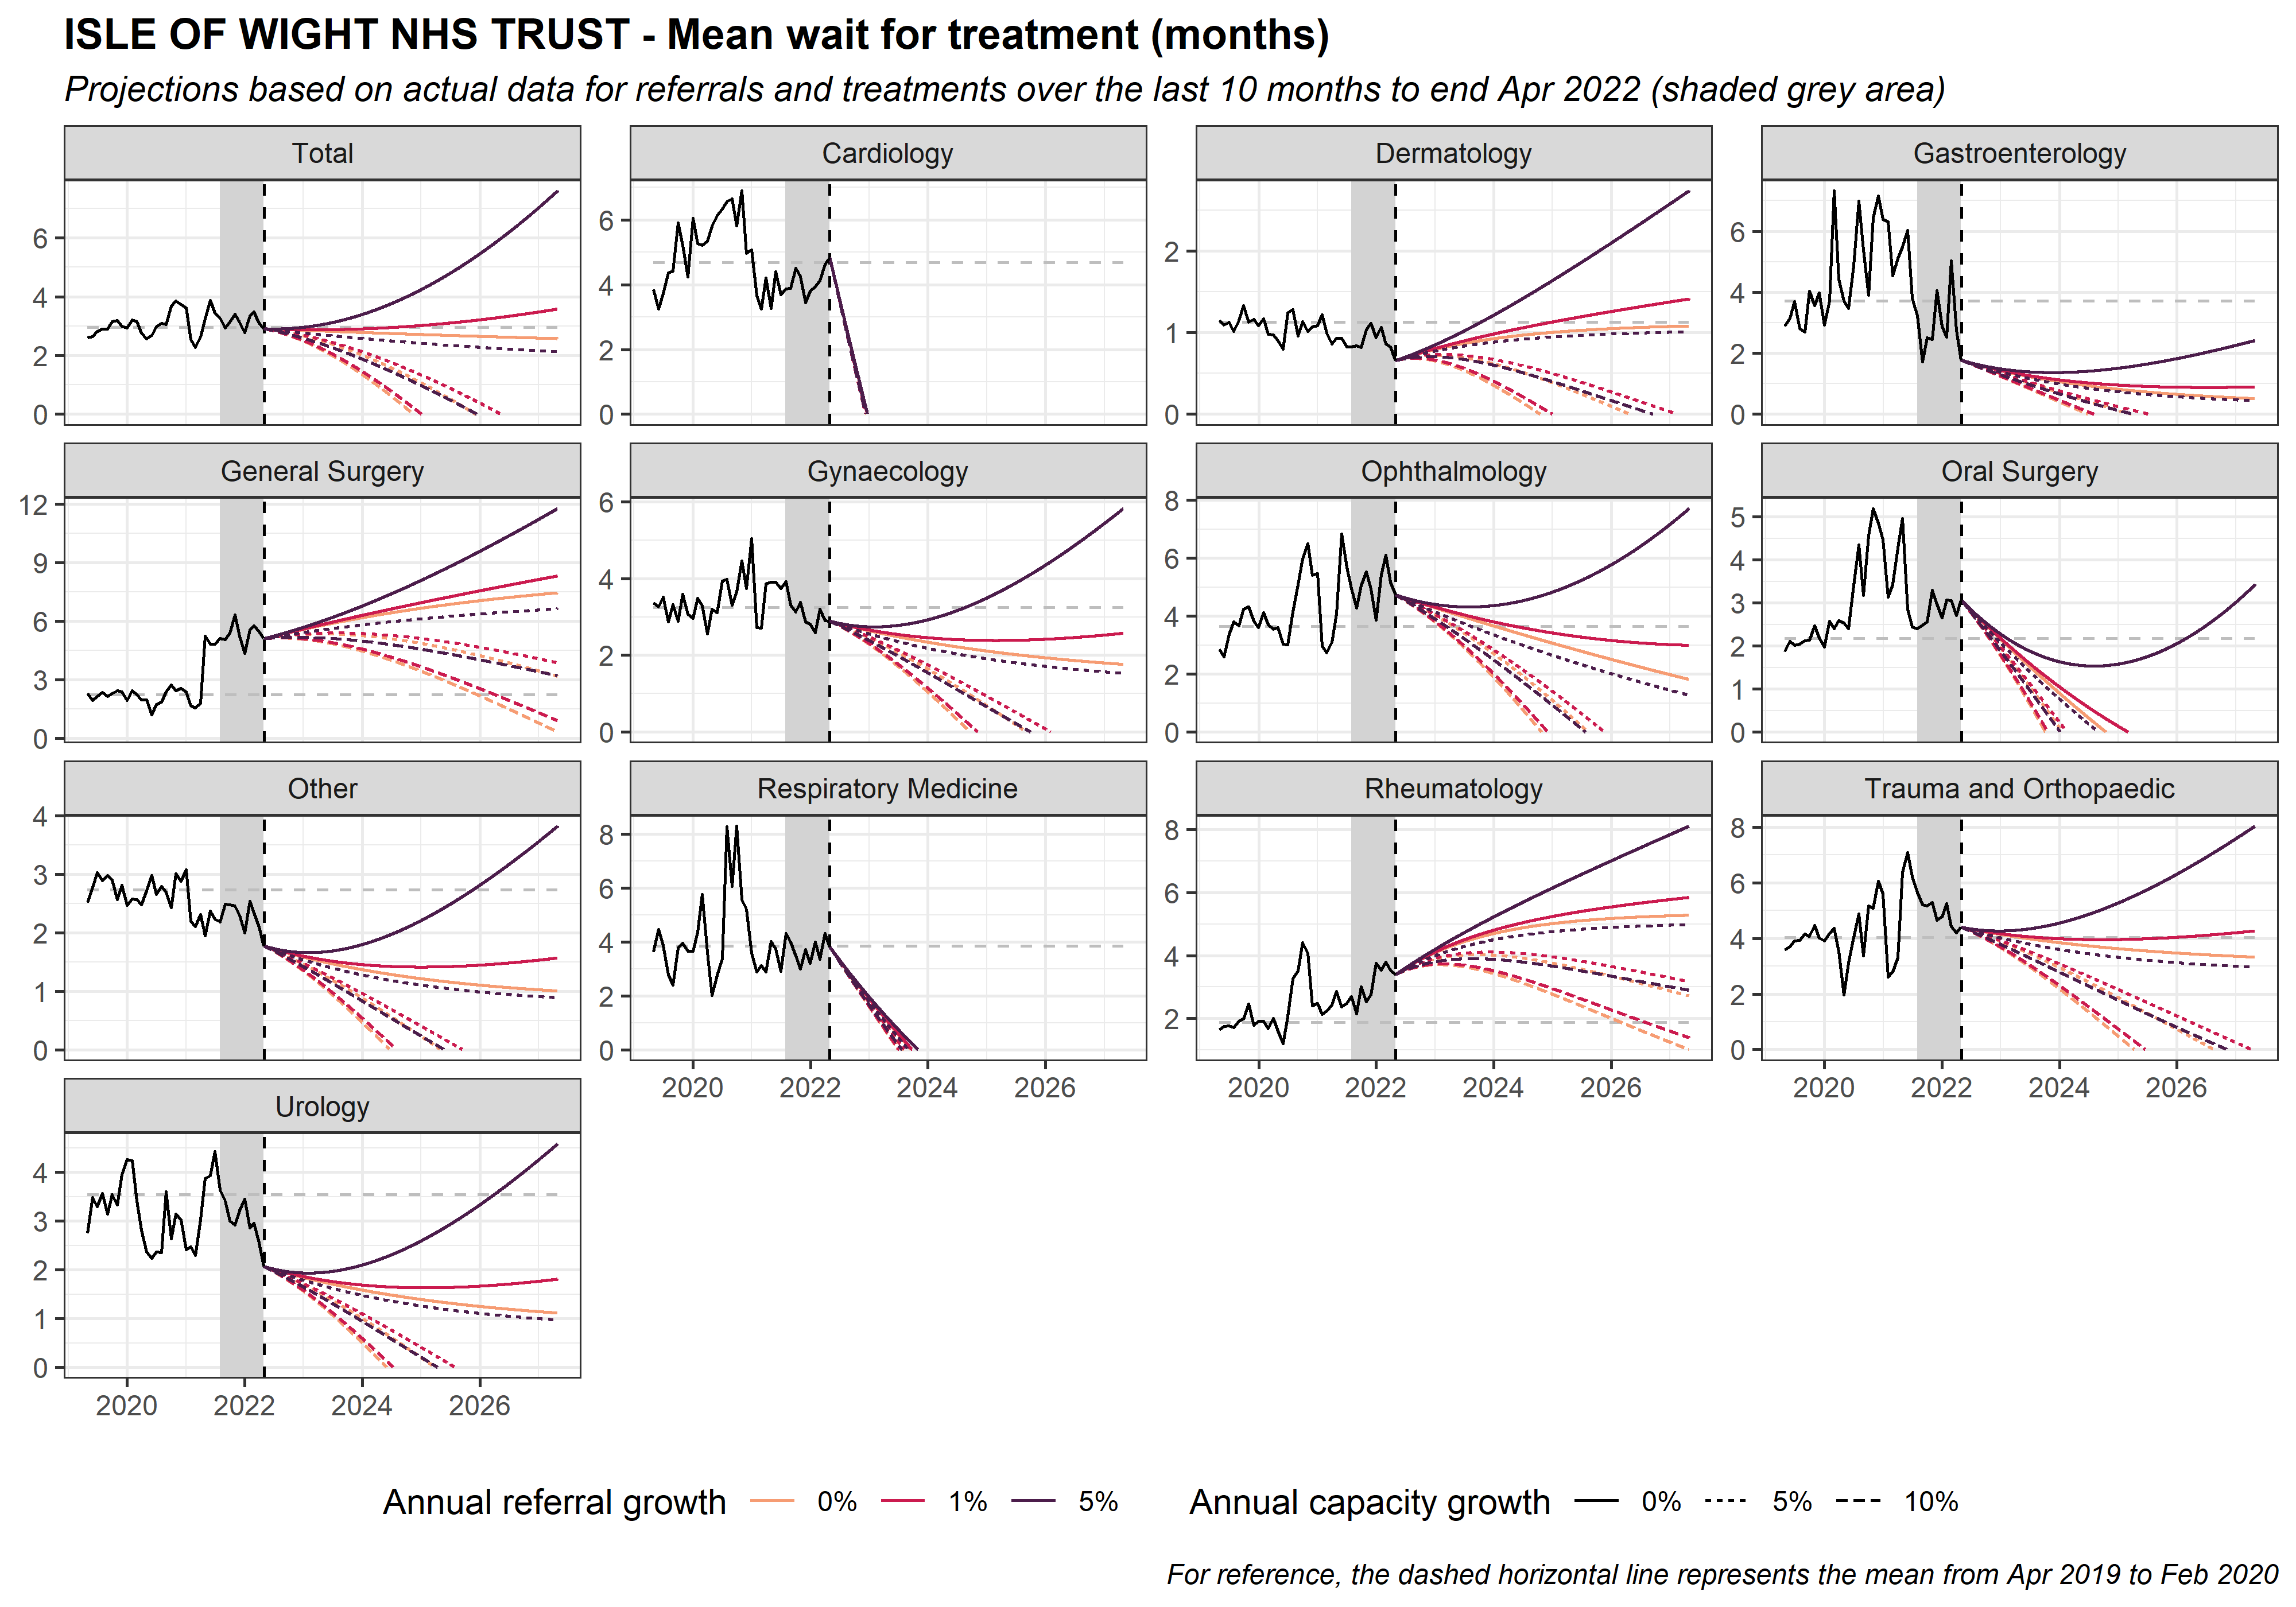 ISLE OF WIGHT NHS TRUST - Mean wait for treatment (months)
Projections based on actual data for referrals and treatments over the last 10 months to end Apr 2022 (shaded grey area)
Total
Cardiology
Dermatology
Gastroenterology
6
4
2
0
6
4
2
0
2
1
0
6
4
2
0
General Surgery
Gynaecology
Ophthalmology
Oral Surgery
12
9
6
3
0
6
4
2
0
8
6
4
2
0
5
4
3
2
1
0
Other
Respiratory Medicine
Rheumatology
Trauma and Orthopaedic
4
3
2
1
0
8
6
4
2
0
8
6
4
2
8
6
4
2
0
2020 2022 2024 2026
2020 2022 2024 2026
2020 2022 2024 2026
Urology
4
3
2
1
0
2020 2022 2024 2026
Annual referral growth 0% 1% 5%
Annual capacity growth 0% 5% 10%
For reference, the dashed horizontal line represents the mean from Apr 2019 to Feb 2020